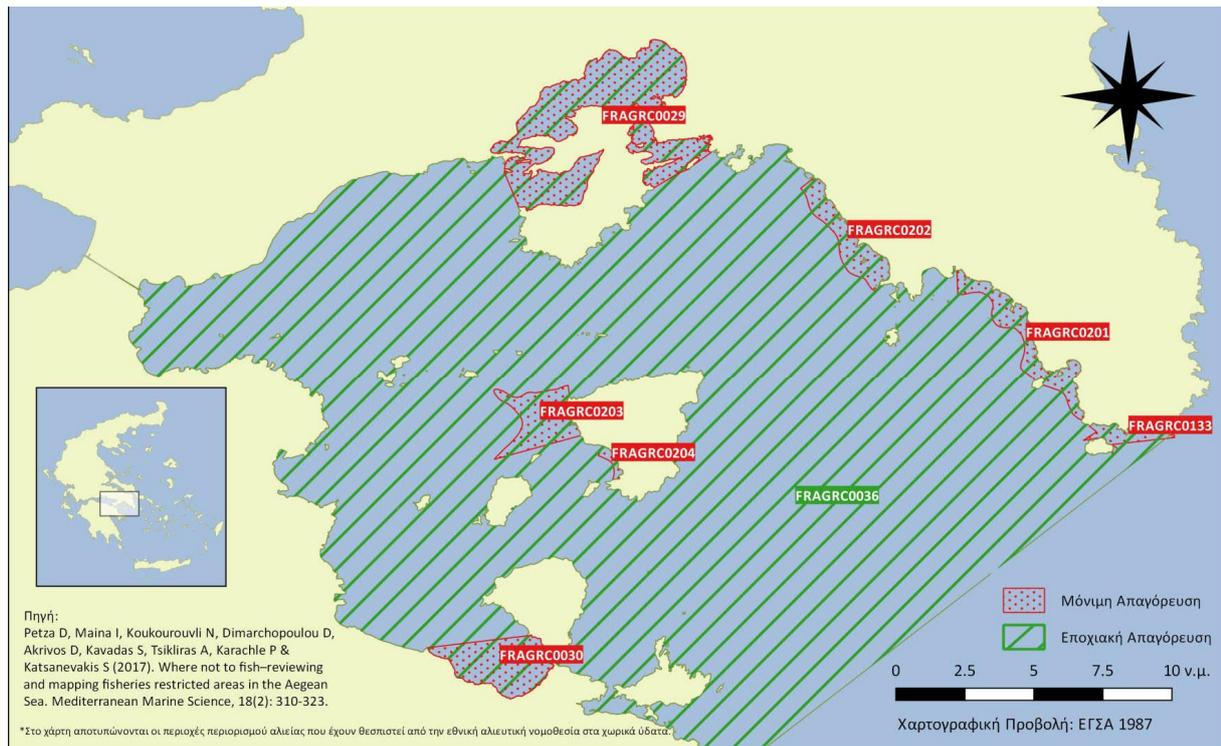 FRAGRC0029
FRAGRC0202
FRAGRC0201
FRAGRC0203
FRAGRC0133
FRAGRC0204
FRAGRC0036
FRAGRC0030
Πηγή:
Petza D, Maina I, Koukourouvli N, Dimarchopoulou D,
Akrivos D, Kavadas S, Tsikliras A, Karachle P &
Katsanevakis S (2017). Where not to fish–reviewing
and mapping fisheries restricted areas in the Aegean
Sea. Mediterranean Marine Science, 18(2): 310-323.
*Στο χάρτη αποτυπώνονται οι περιοχές περιορισμού αλιείας που έχουν θεσπιστεί από την εθνική αλιευτική νομοθεσία στα χωρικά ύδατα.
Μόνιμη Απαγόρευση
Εποχιακή Απαγόρευση
0 2.5 5 7.5 10 ν.μ.
Χαρτογραφική Προβολή: ΕΓΣΑ 1987